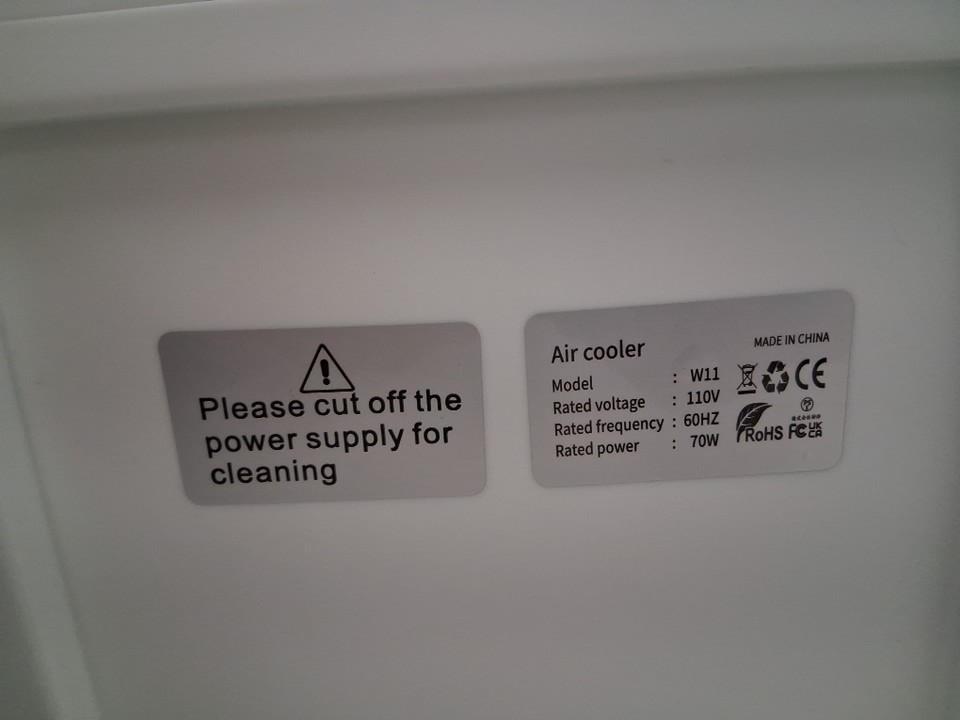 Please cut off the
power supply for
cleaning
Air cooler
MADE IN CHINA
Model : W11
Rated voltage : 110V
Rated frequency : 60HZ
Rated power : 70W
CE
RoHS FC UK
CA